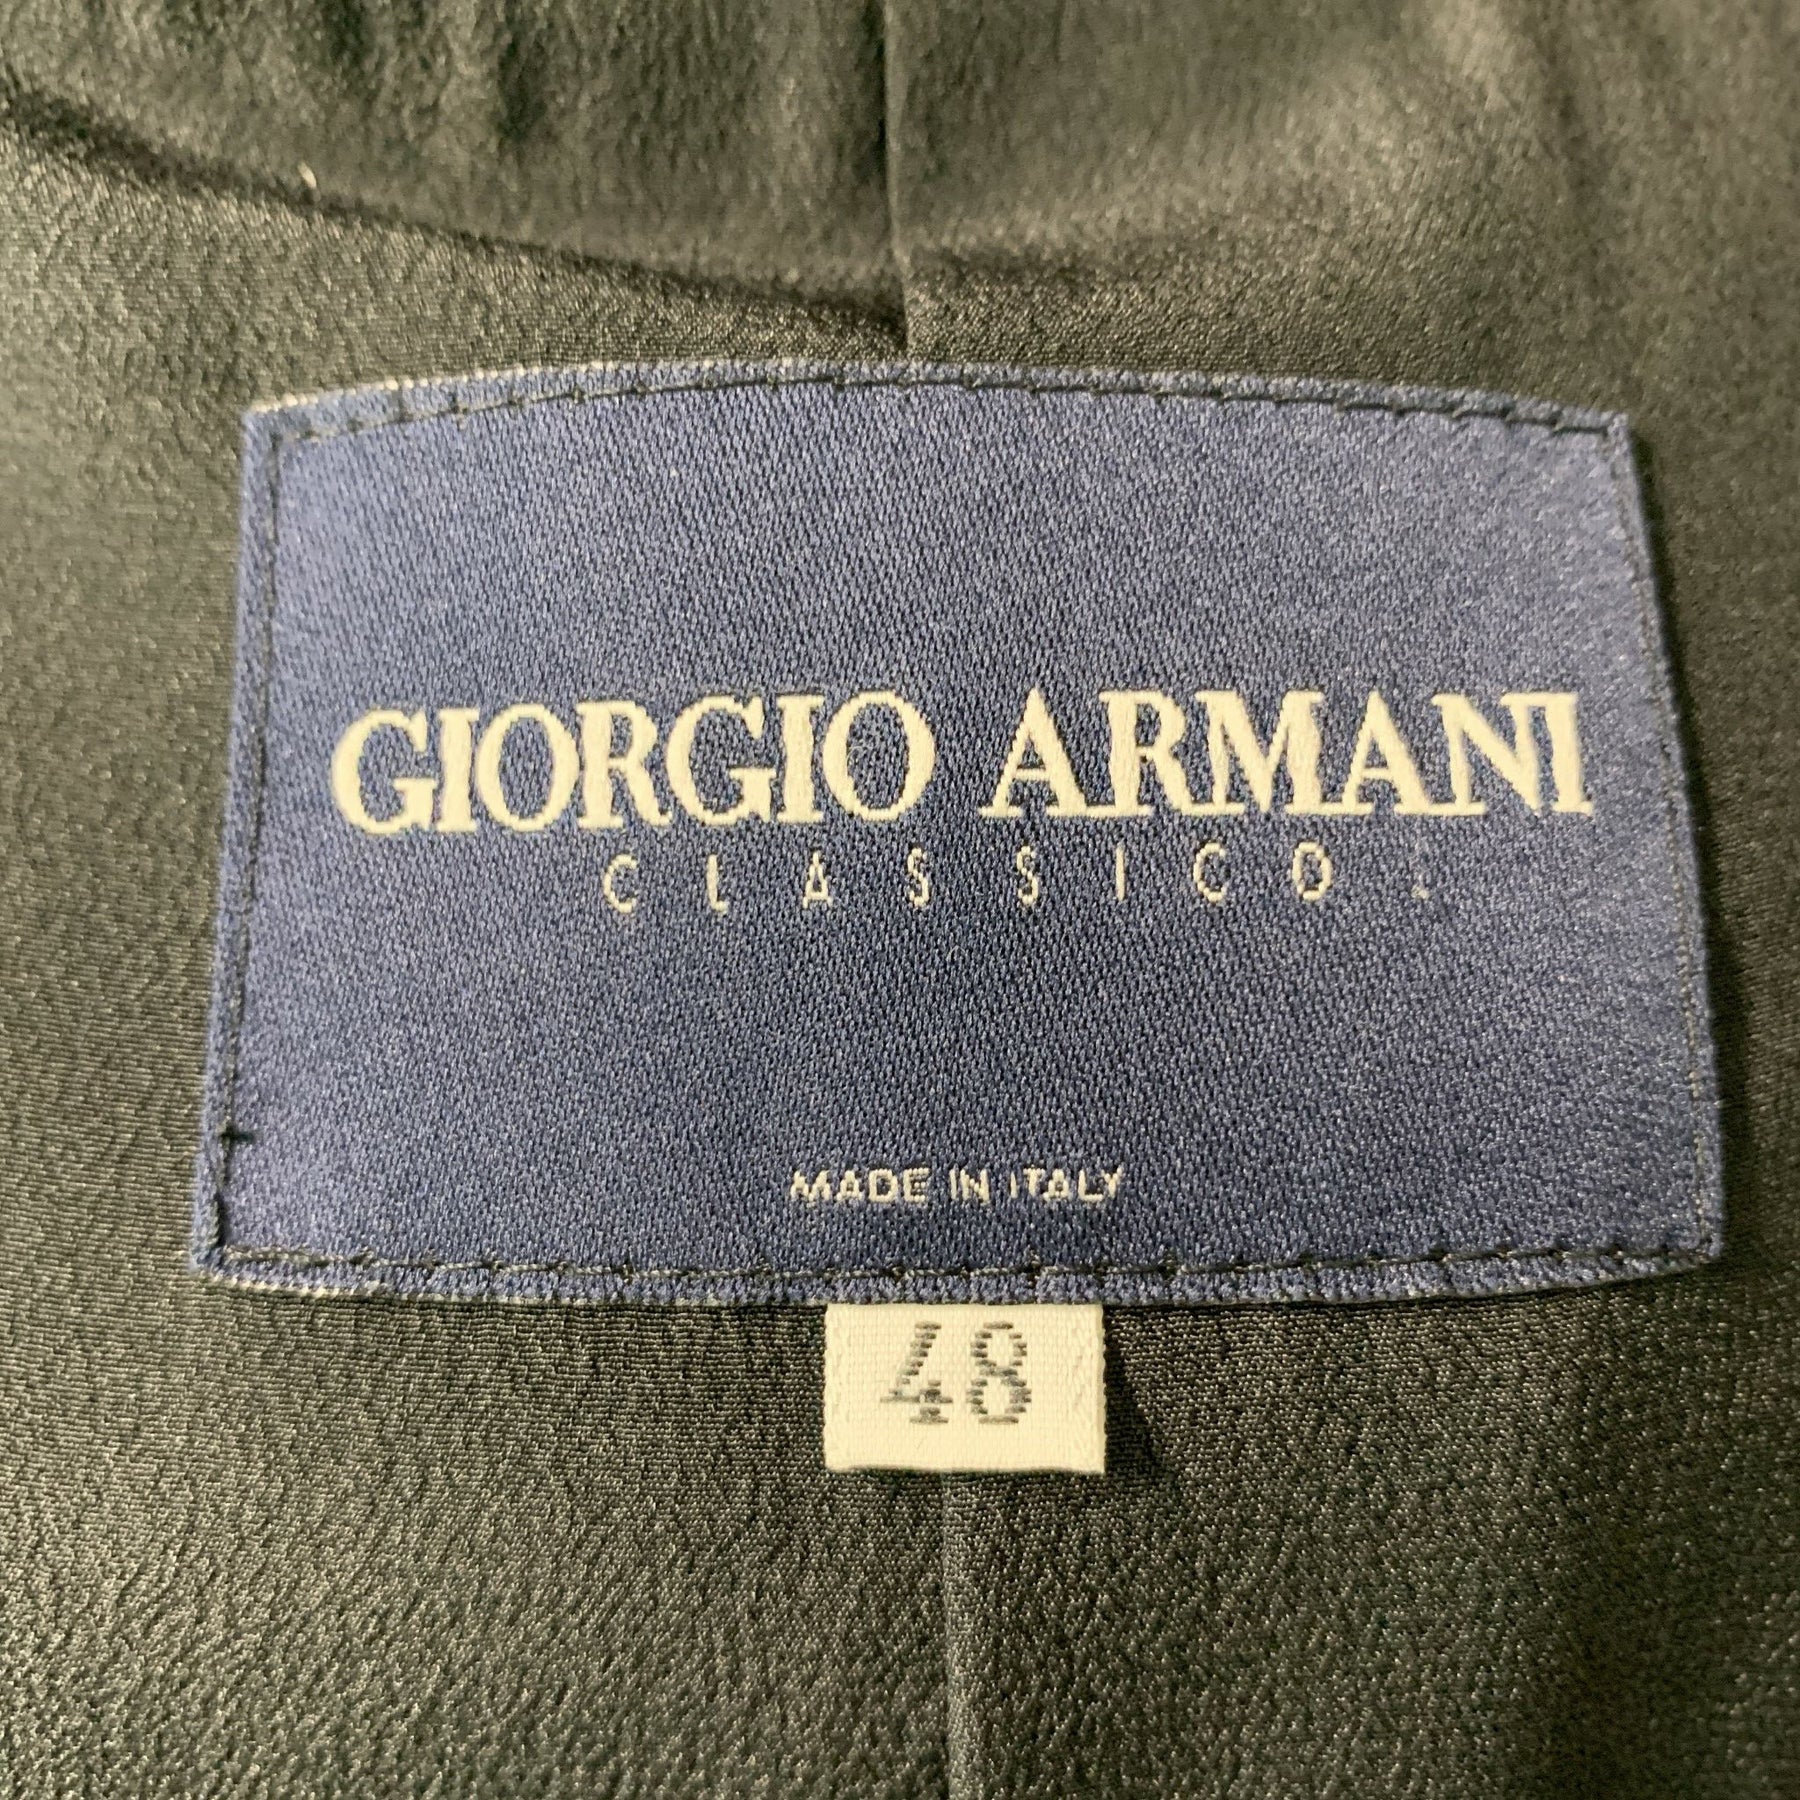 GIORGIO ARMANI
CLASSICO
MADE IN ITALY
48